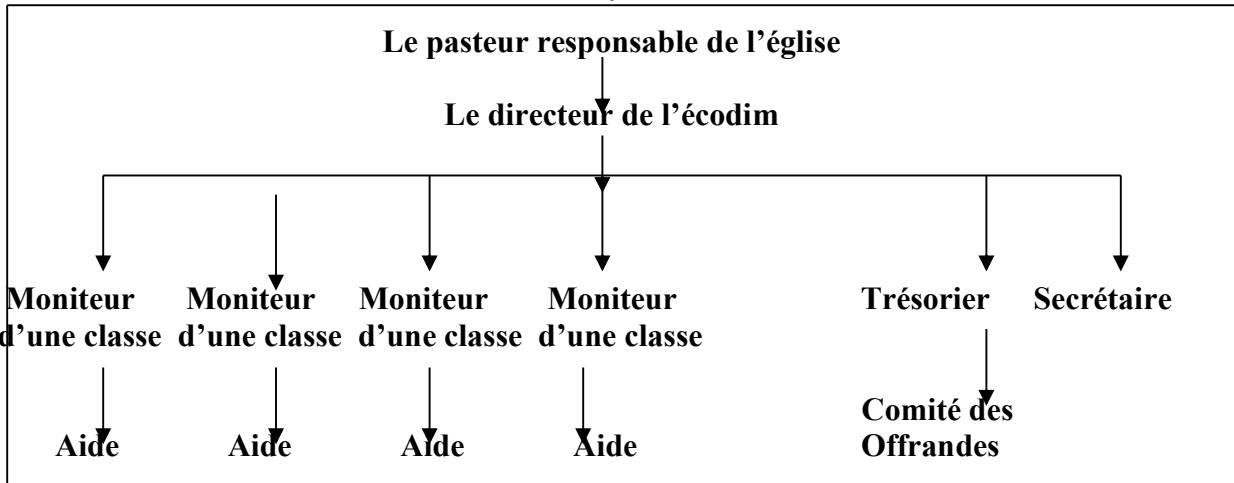 Le pasteur responsable de l’église
Le directeur de l’écodim
Moniteur Moniteur Moniteur Moniteur Trésorier Secrétaire
d’une classe d’une classe d’une classe d’une classe
Comité des
Aide Aide Aide Aide Offrandes